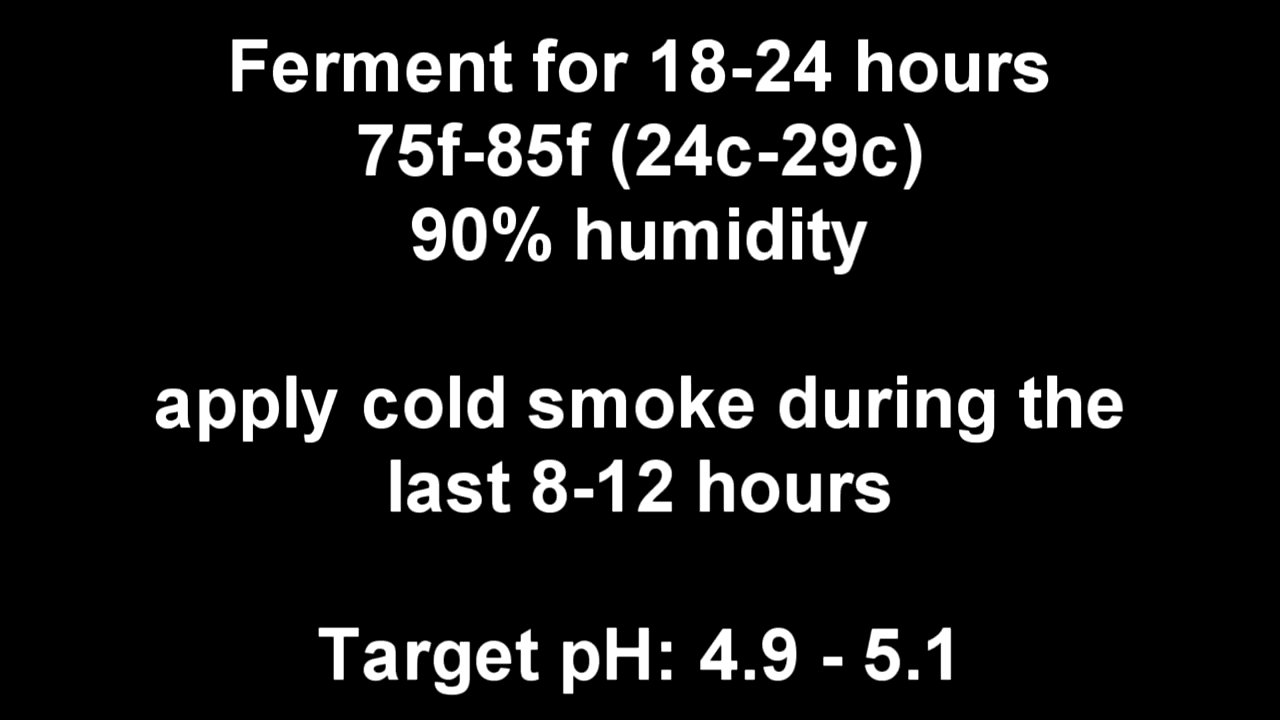 Ferment for 18-24 hours
75f-85f (24c-29c)
90% humidity
apply cold smoke during the
last 8-12 hours
Target pH: 4.9 - 5.1